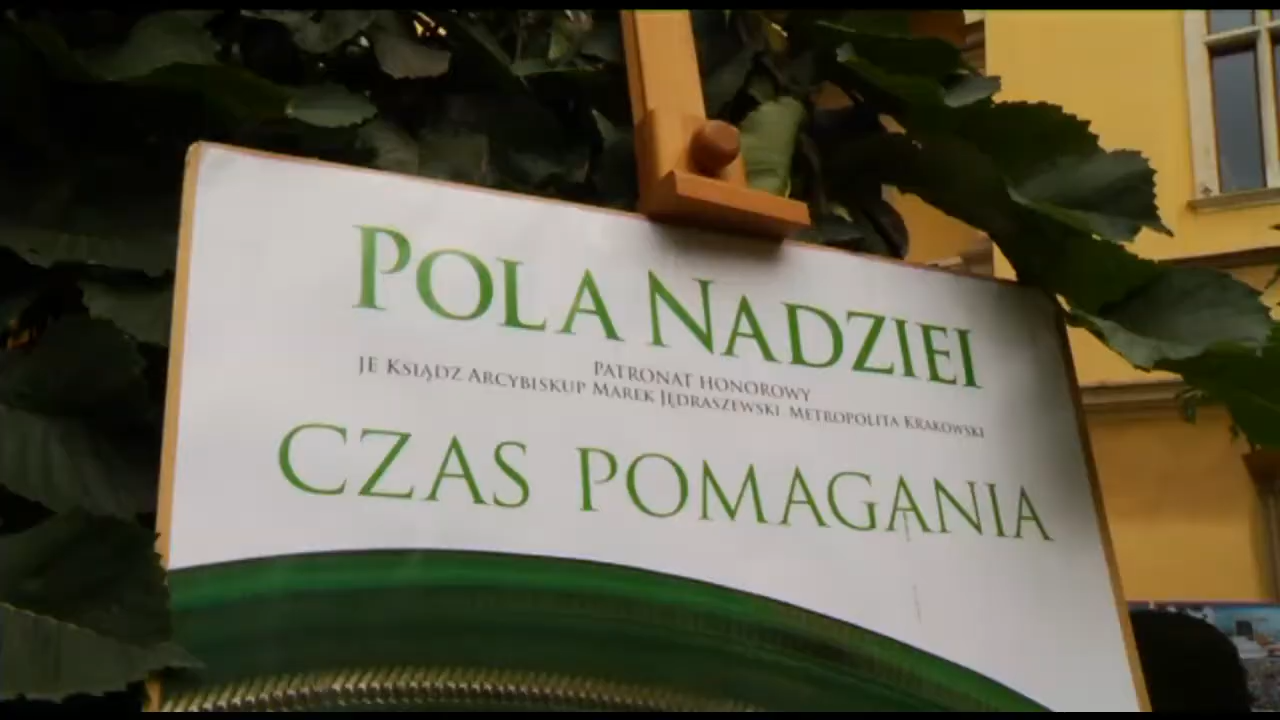 POLA NADZIEI
PATRONAT HONOROWY
JE KSIĄDZ ARCYBISKUP MAREK JĘDRASZEWSKI METROPOLITA KRAKOWSKI
CZAS POMAGANIA